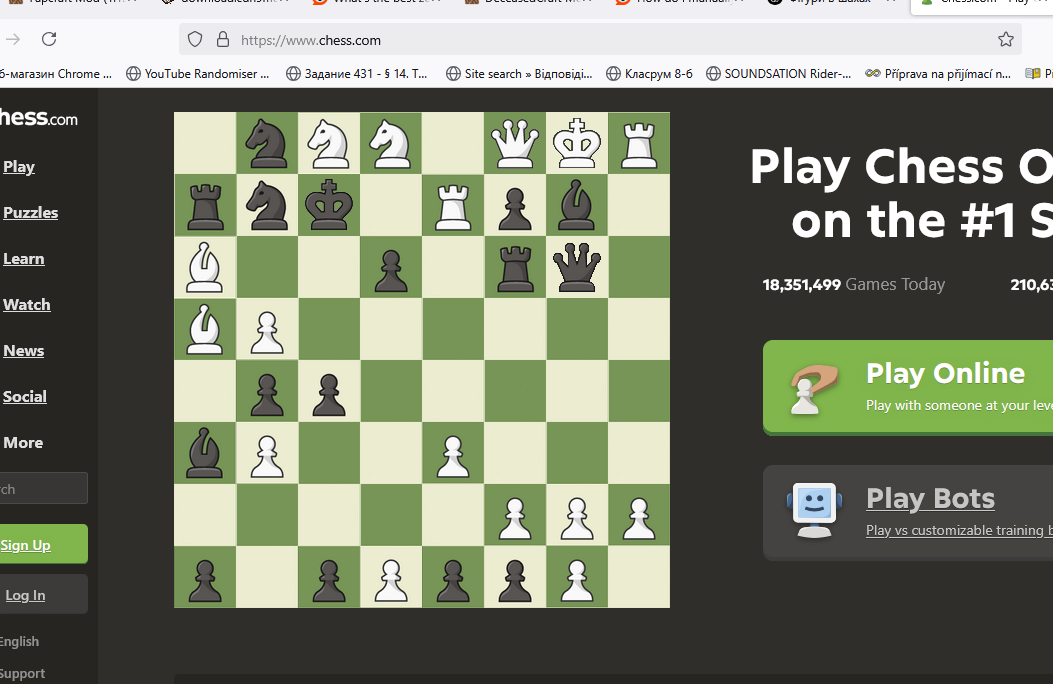 https://www.chess.com
YouTube Randomiser ...
Задание 431 - § 14. Т...
Site search » Відповіді...
Класрум 8-б
SOUNDSATION Rider-...
Příprava na přijímací n...
б-магазин Chrome ...
hess.com
Play
Puzzles
Learn
Watch
News
Social
More
rch
Sign Up
Log In
English
Support
Play Chess O
on the #1 S
18,351,499 Games Today
210,63
Play Online
Play with someone at your leve
Play Bots
Play vs customizable training b